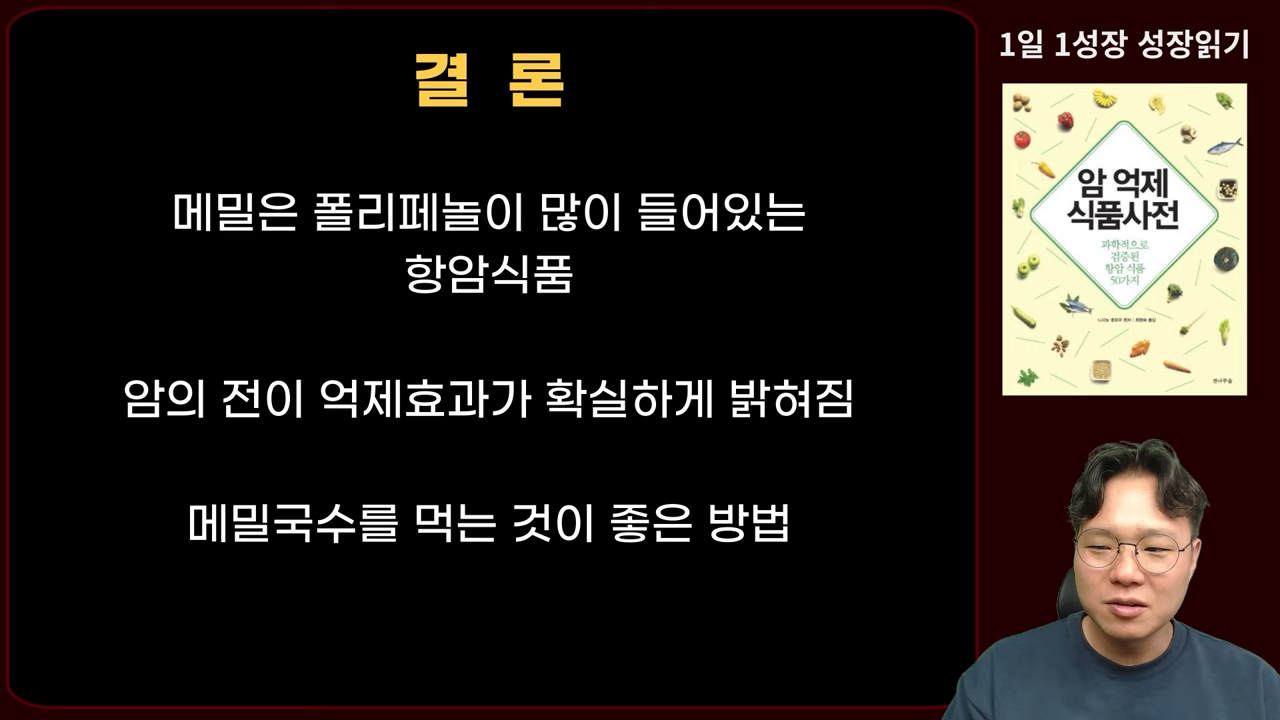 결 론
메밀은 폴리페놀이 많이 들어있는
항암식품
암의 전이 억제효과가 확실하게 밝혀짐
메밀국수를 먹는 것이 좋은 방법
1일 1성장 성장읽기
암 억제
식품사전
과학적으로
검증된
항암 식품
50가지
전나무숲